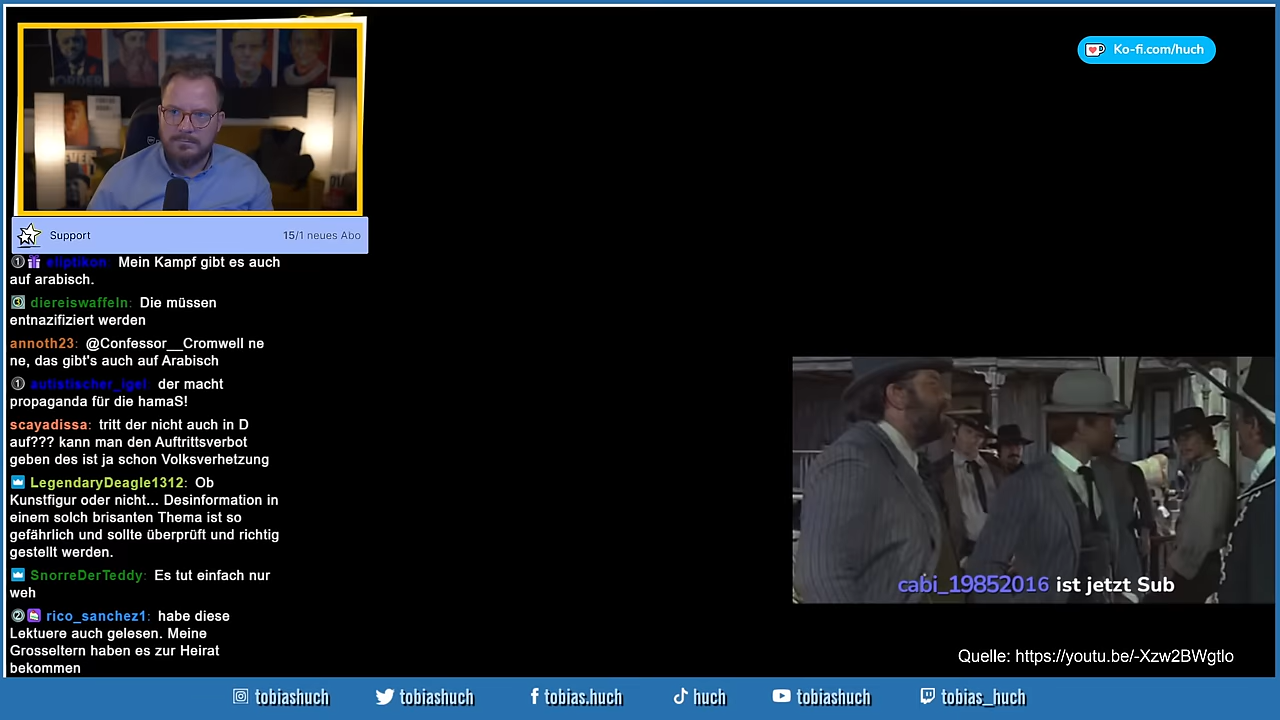 Ko-fi.com/huch
Support
15/1 neues Abo
eliptikon: Mein Kampf gibt es auch
auf arabisch.
diereiswaffeln: Die müssen
entnazifiziert werden
annoth23: @Confessor__Cromwell ne
ne, das gibt's auch auf Arabisch
autistischer_igel der macht
propaganda für die hamaS!
scayadissa: tritt der nicht auch in D
auf??? kann man den Auftrittsverbot
geben des ist ja schon Volksverhetzung
LegendaryDeagle1312: Ob
Kunstfigur oder nicht... Desinformation in
einem solch brisanten Thema ist so
gefährlich und sollte überprüft und richtig
gestellt werden.
SnorreDerTeddy: Es tut einfach nur
weh
rico_sanchez1: habe diese
Lektuere auch gelesen. Meine
Grosseltern haben es zur Heirat
bekommen
cabi_19852016 ist jetzt Sub
Quelle: https://youtu.be/-Xzw2BWgtlo
tobiashuch
tobiashuch
tobias.huch
huch
tobiashuch
tobias_huch